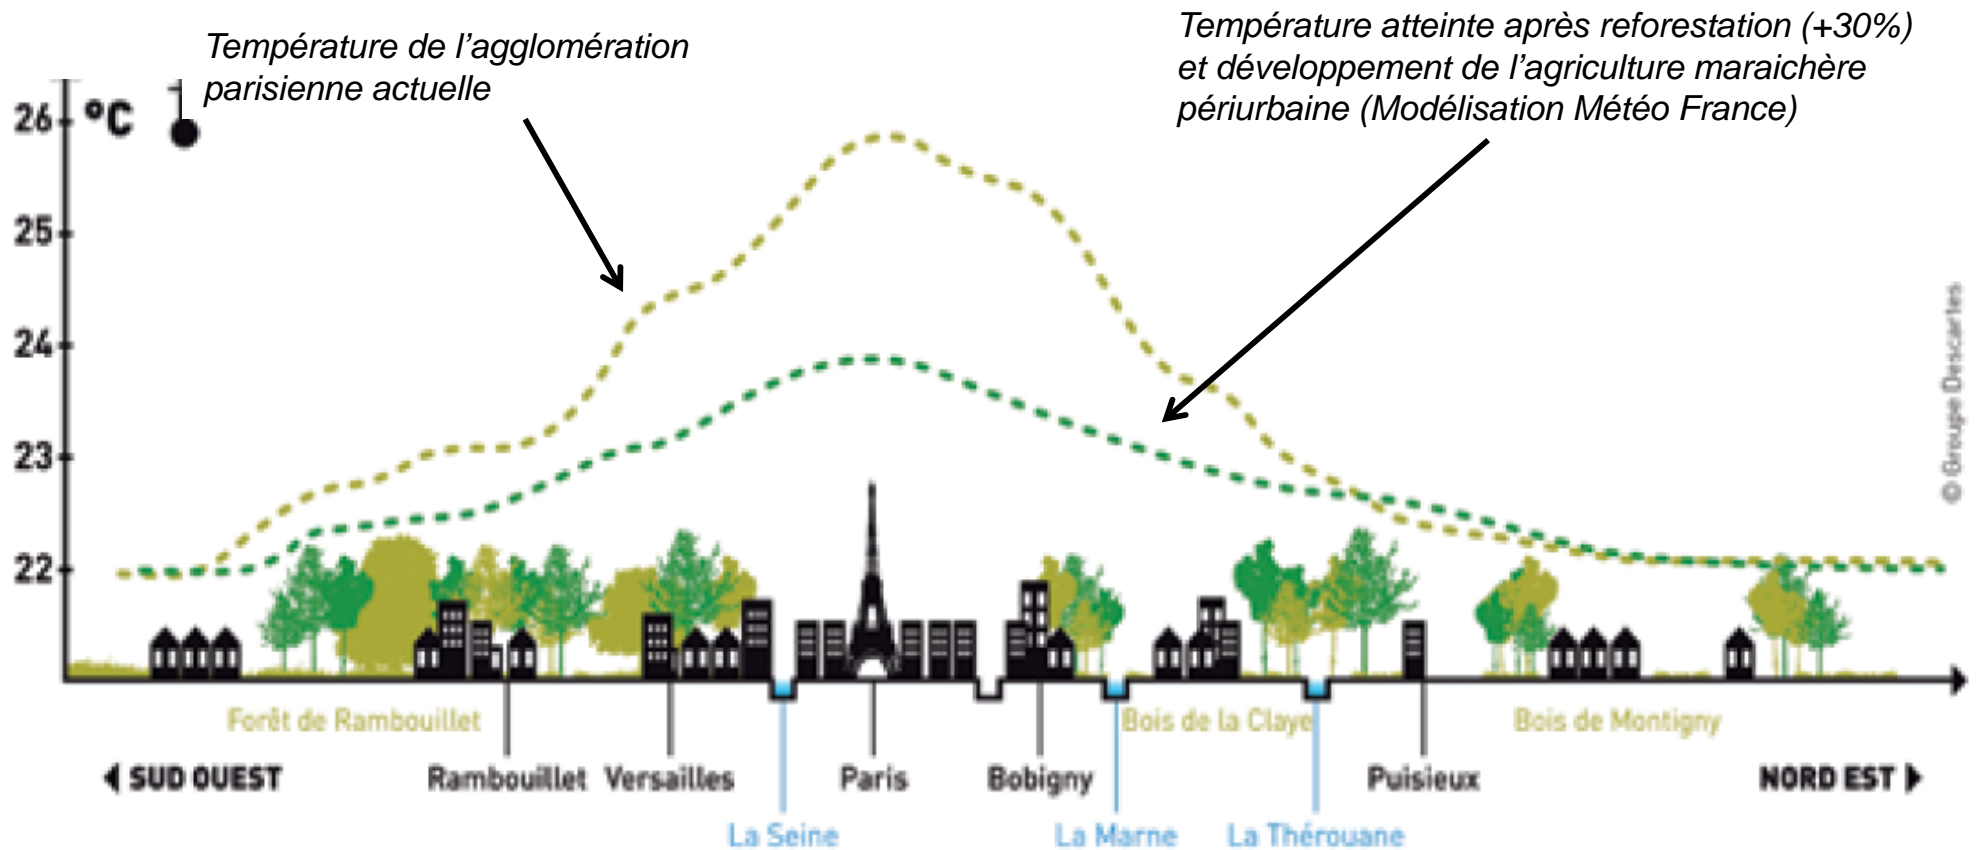 Température de l’agglomération
parisienne actuelle
Température atteinte après reforestation (+30%)
et développement de l’agriculture maraichère
périurbaine (Modélisation Météo France)
°C
26
25
24
23
22
© Groupe Descartes
Forêt de Rambouillet
Bois de la Claye
Bois de Montigny
SUD OUEST
Rambouillet
Versailles
Paris
Bobigny
Puisieux
NORD EST
La Seine
La Marne
La Thérouane